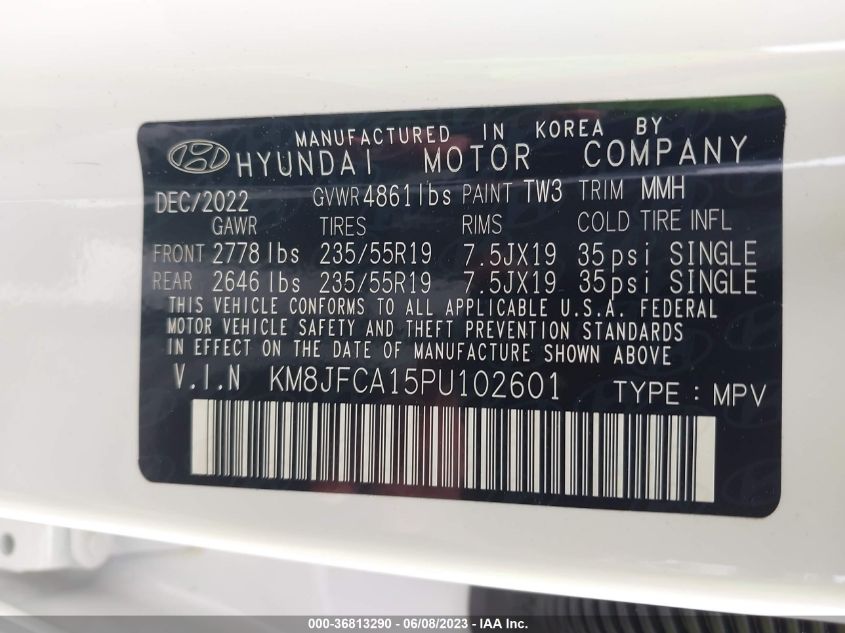 MANUFACTURED IN KOREA BY
HYUNDAI MOTOR COMPANY
DEC/2022 GVWR 4861 lbs PAINT TW3 TRIM MMH
GAWR TIRES RIMS COLD TIRE INFL
FRONT 2778 lbs 235/55R19 7.5JX19 35psi SINGLE
REAR 2646 lbs 235/55R19 7.5JX19 35psi SINGLE
THIS VEHICLE CONFORMS TO ALL APPLICABLE U.S.A. FEDERAL
MOTOR VEHICLE SAFETY AND THEFT PREVENTION STANDARDS
IN EFFECT ON THE DATE OF MANUFACTURE SHOWN ABOVE
V.I.N KM8JFCA15PU102601 TYPE : MPV
000-36813290 - 06/08/2023 - IAA Inc.